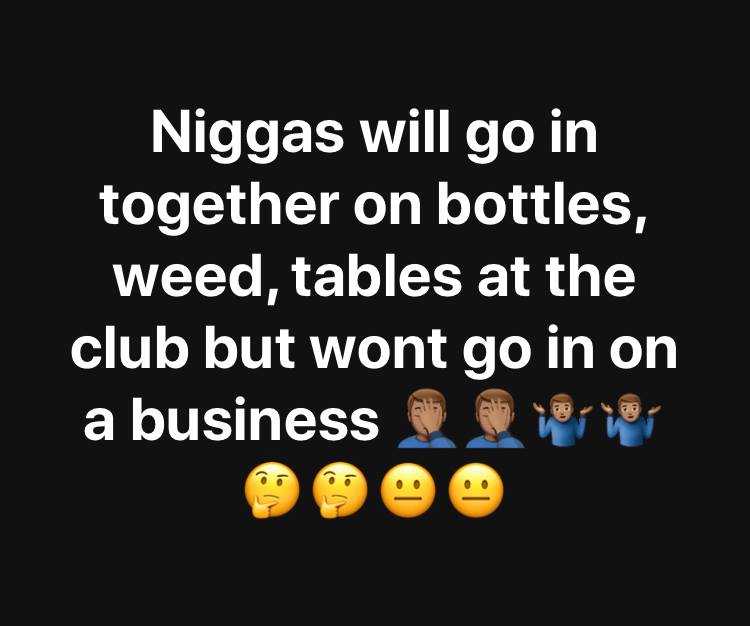 Niggas will go in
together on bottles,
weed, tables at the
club but wont go in on
a business 🤦🏽‍♂️🤦🏽‍♂️🤷🏽‍♂️🤷🏽‍♂️
🤔🤔😐😐